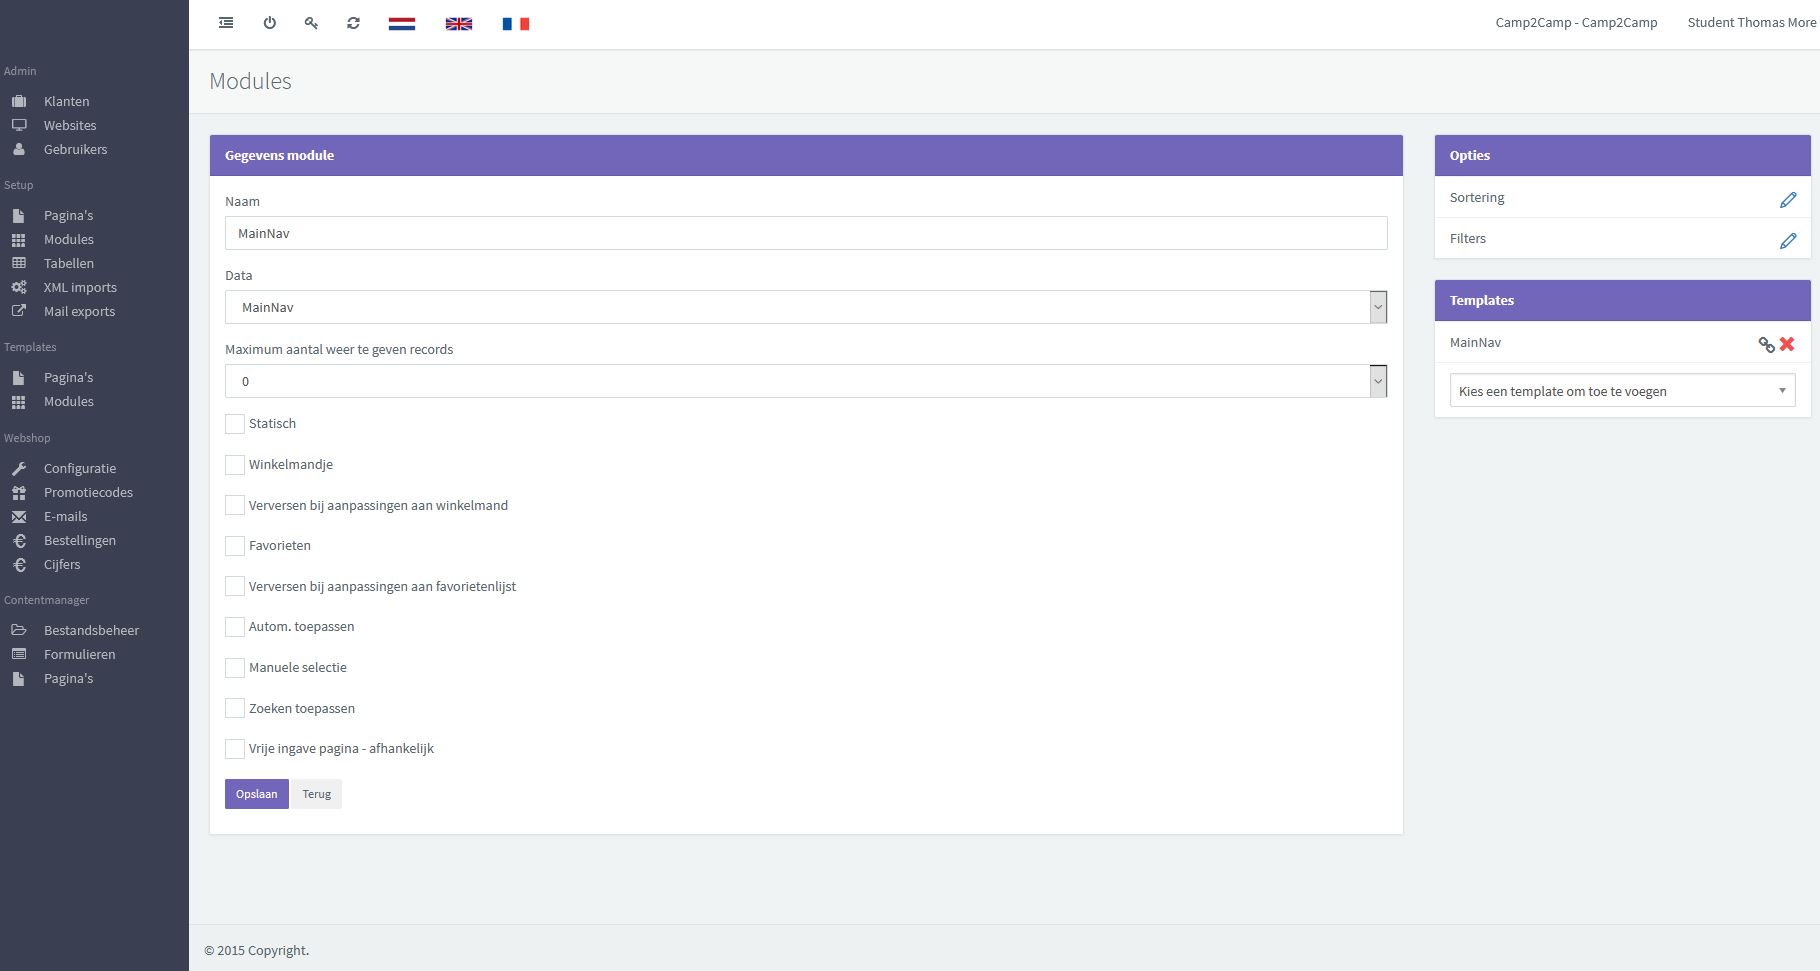 Camp2Camp - Camp2Camp
Student Thomas More
Admin
Klanten
Websites
Gebruikers
Setup
Pagina's
Modules
Tabellen
XML imports
Mail exports
Templates
Pagina's
Modules
Webshop
Configuratie
Promotiecodes
E-mails
Bestellingen
Cijfers
Contentmanager
Bestandsbeheer
Formulieren
Pagina's
Modules
Gegevens module
Naam
MainNav
Data
MainNav
Maximum aantal weer te geven records
0
Statisch
Winkelmandje
Verversen bij aanpassingen aan winkelmand
Favorieten
Verversen bij aanpassingen aan favorietenlijst
Autom. toepassen
Manuele selectie
Zoeken toepassen
Vrije ingave pagina - afhankelijk
Opslaan
Terug
Opties
Sortering
Filters
Templates
MainNav
Kies een template om toe te voegen
© 2015 Copyright.